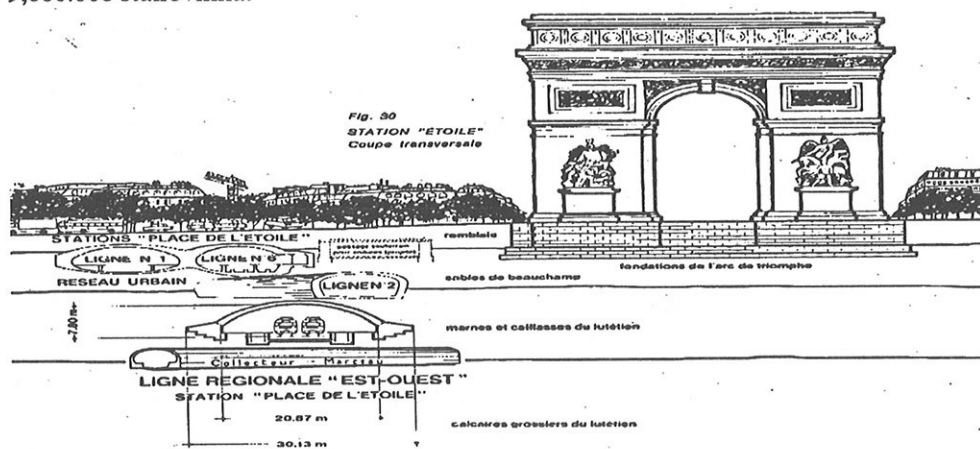 Fig. 30
STATION "ÉTOILE"
Coupe transversale
STATIONS "PLACE DE L'ETOILE"
remblais
LIGNE N 1
LIGNE N 6
fondations de l'arc de triomphe
RESEAU URBAIN
LIGNE N°2
sables de beauchamp
7.80 m
marnes et caillasses du lutétien
Collecteur - Marceau
LIGNE REGIONALE "EST-OUEST"
STATION "PLACE DE L'ETOILE"
20.87 m
calcaires grossiers du lutétien
30.13 m